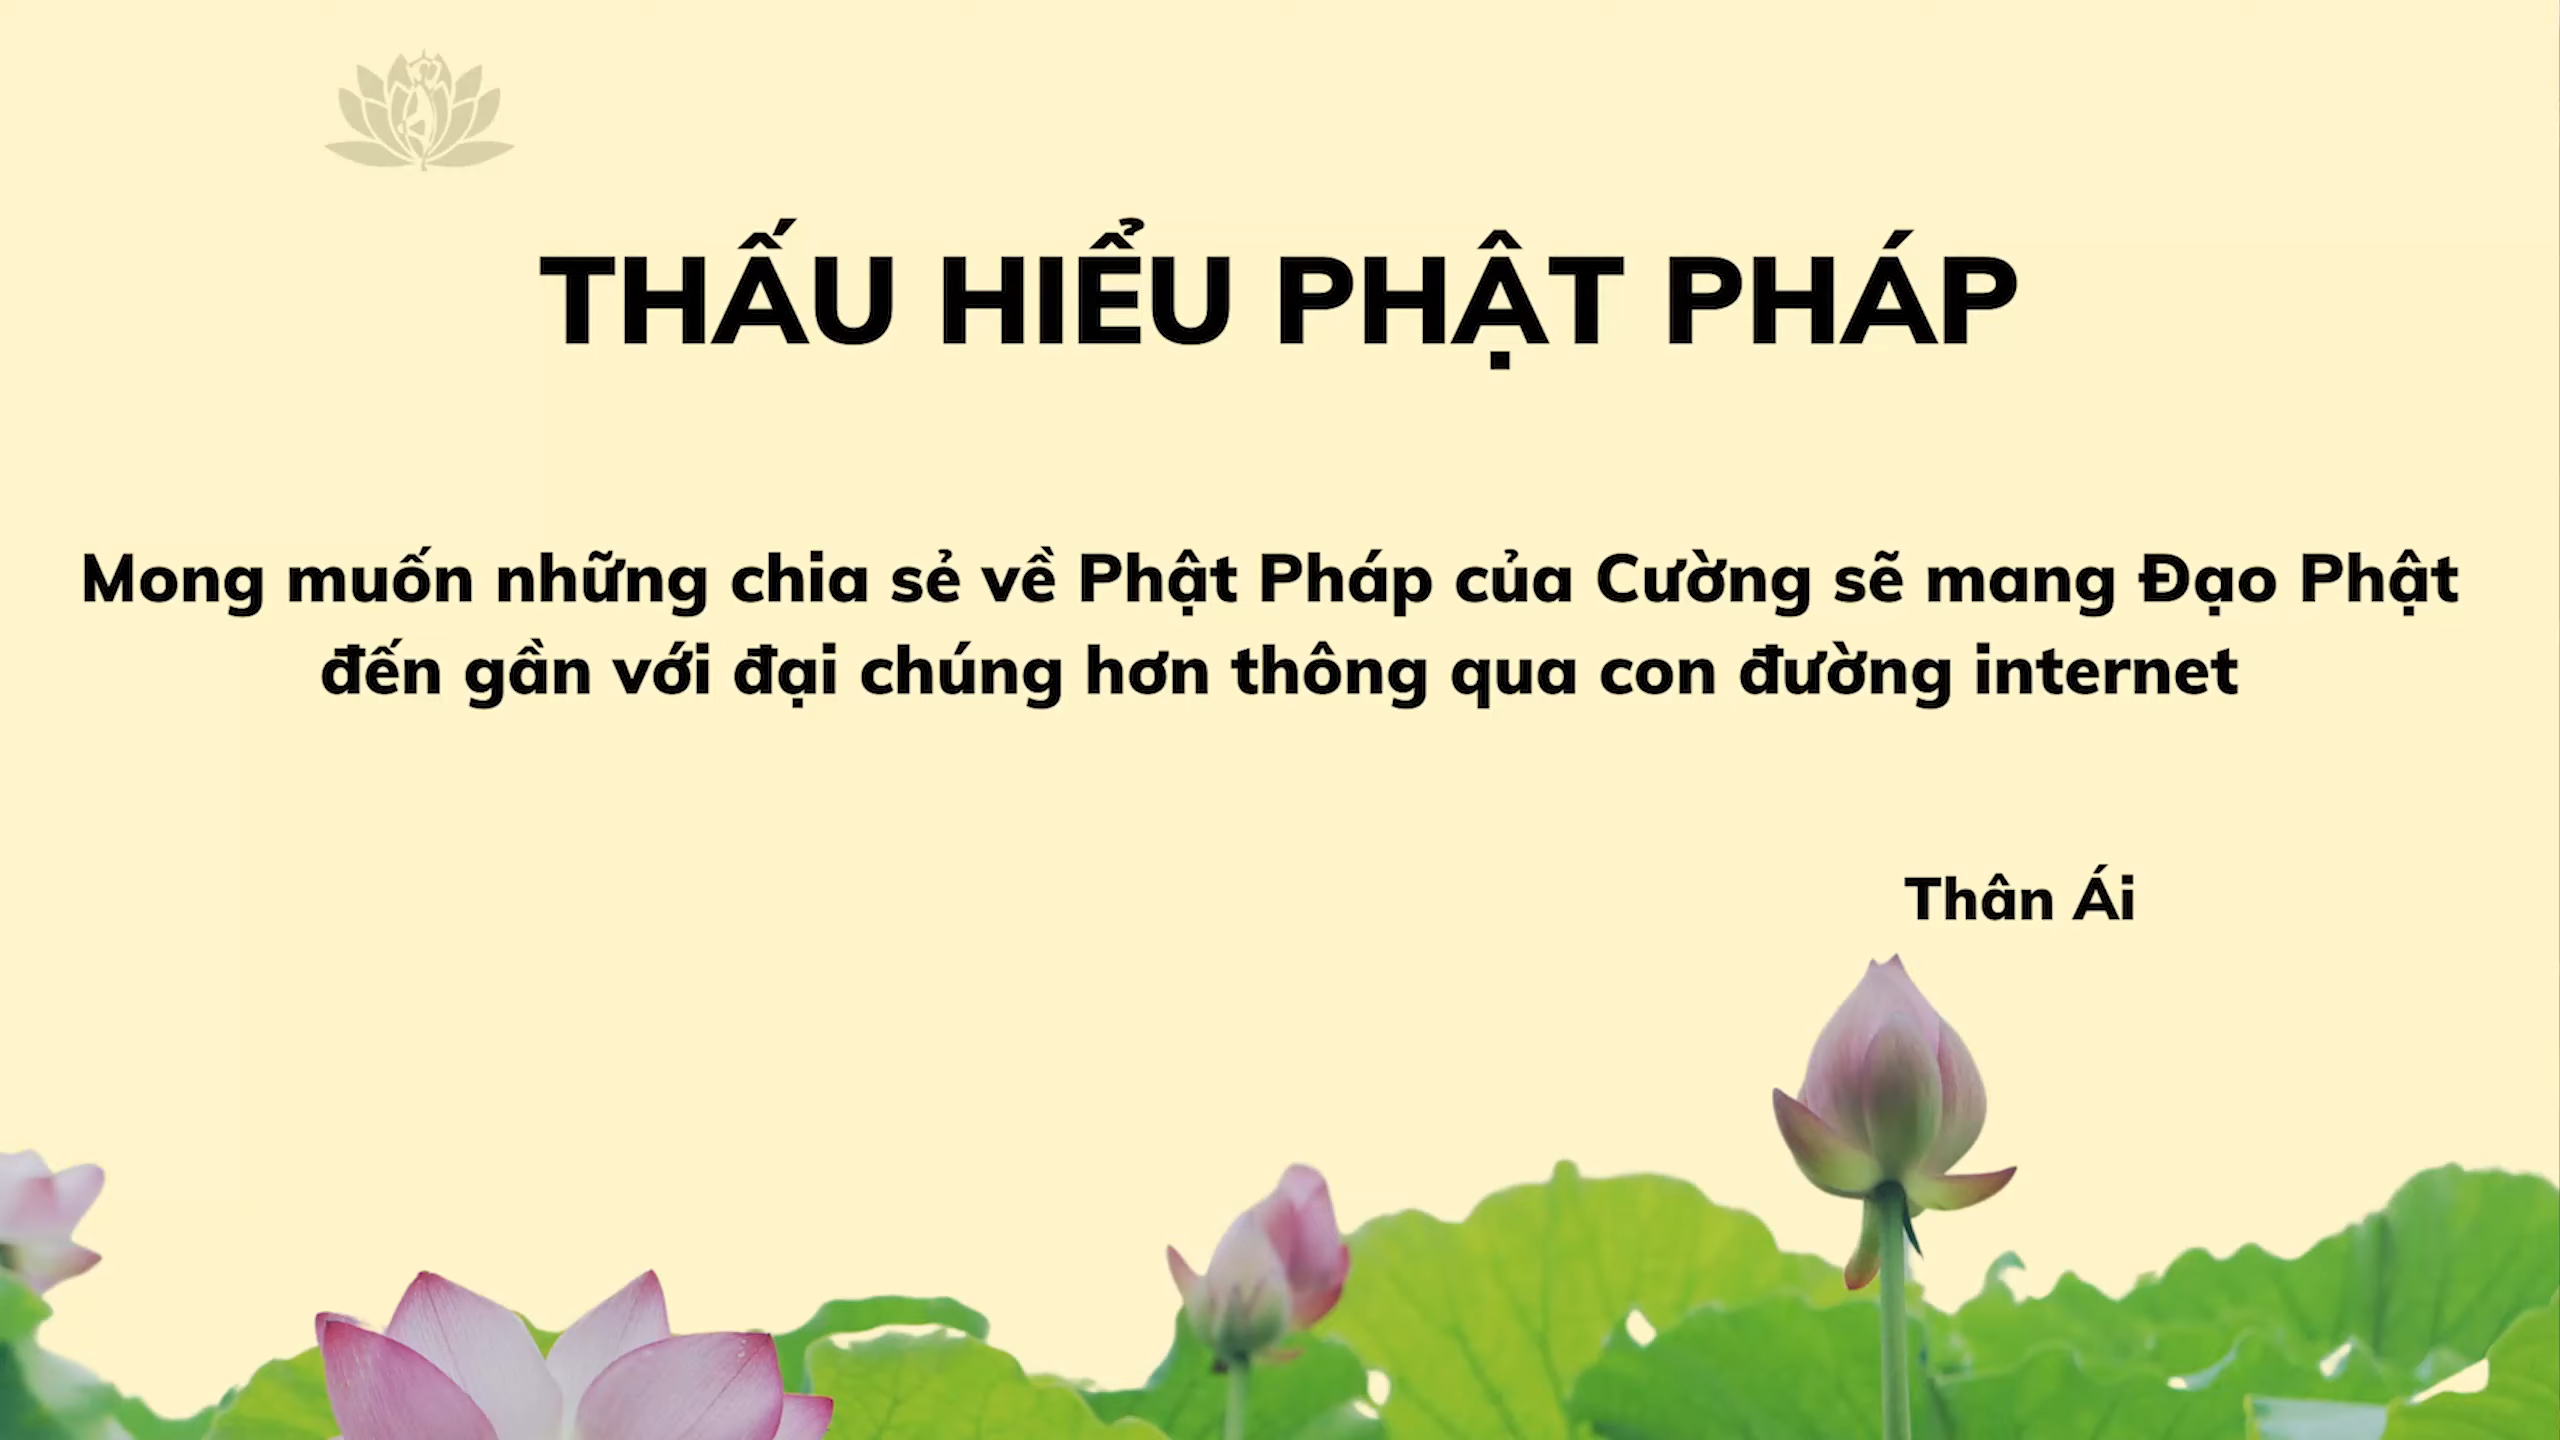 THẤU HIỂU PHẬT PHÁP
Mong muốn những chia sẻ về Phật Pháp của Cường sẽ mang Đạo Phật
đến gần với đại chúng hơn thông qua con đường internet
Thân Ái